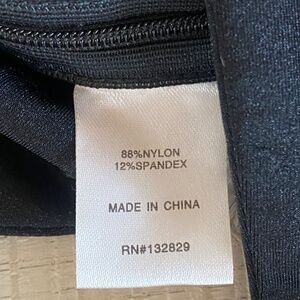 88%NYLON
12%SPANDEX
MADE IN CHINA
RN#132829